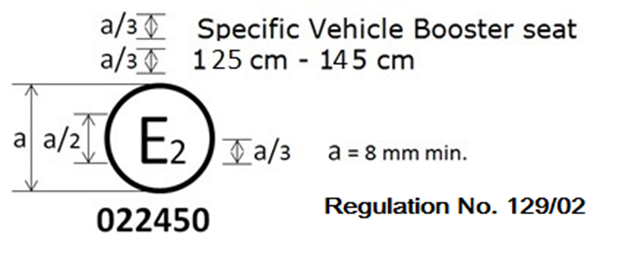 a/3 Specific Vehicle Booster seat
a/3 125 cm - 145 cm
a a/2 E2 a/3 a = 8 mm min.
022450 Regulation No. 129/02